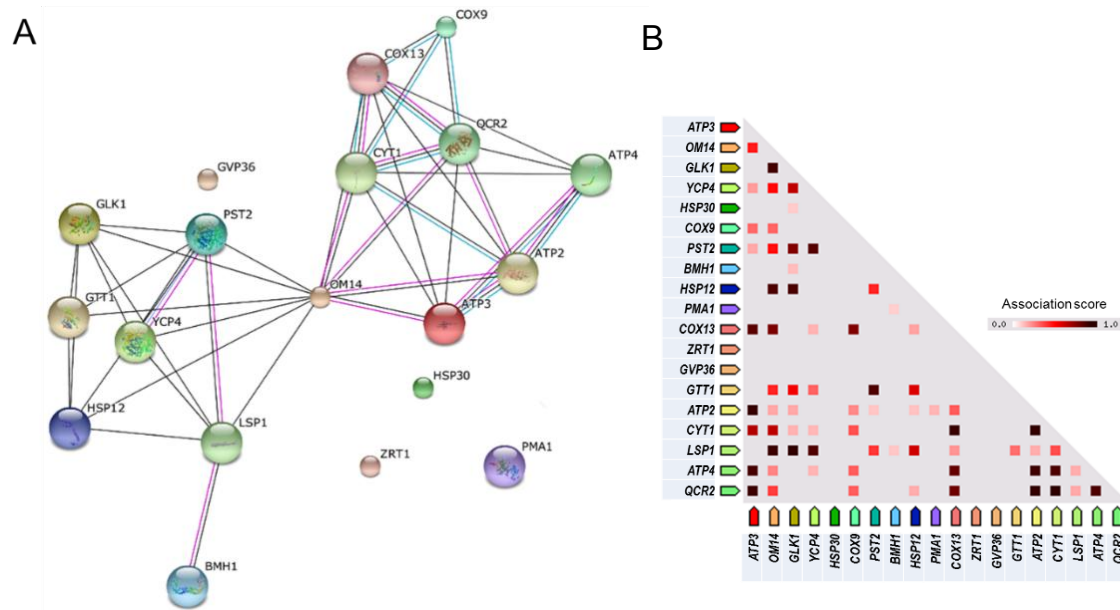 A
COX9
COX13
QCR2
CYT1
ATP4
GVP36
GLK1
PST2
ATP2
OM14
GTT1
ATP3
YCP4
HSP30
HSP12
LSP1
ZRT1
PMA1
BMH1
B
ATP3
OM14
GLK1
YCP4
HSP30
COX9
PST2
BMH1
HSP12
PMA1
COX13
ZRT1
GVP36
GTT1
ATP2
CYT1
LSP1
ATP4
QCR2
Association score
0.0 1.0
ATP3 OM14 GLK1 YCP4 HSP30 COX9 PST2 BMH1 HSP12 PMA1 COX13 ZRT1 GVP36 GTT1 ATP2 CYT1 LSP1 ATP4 QCR2